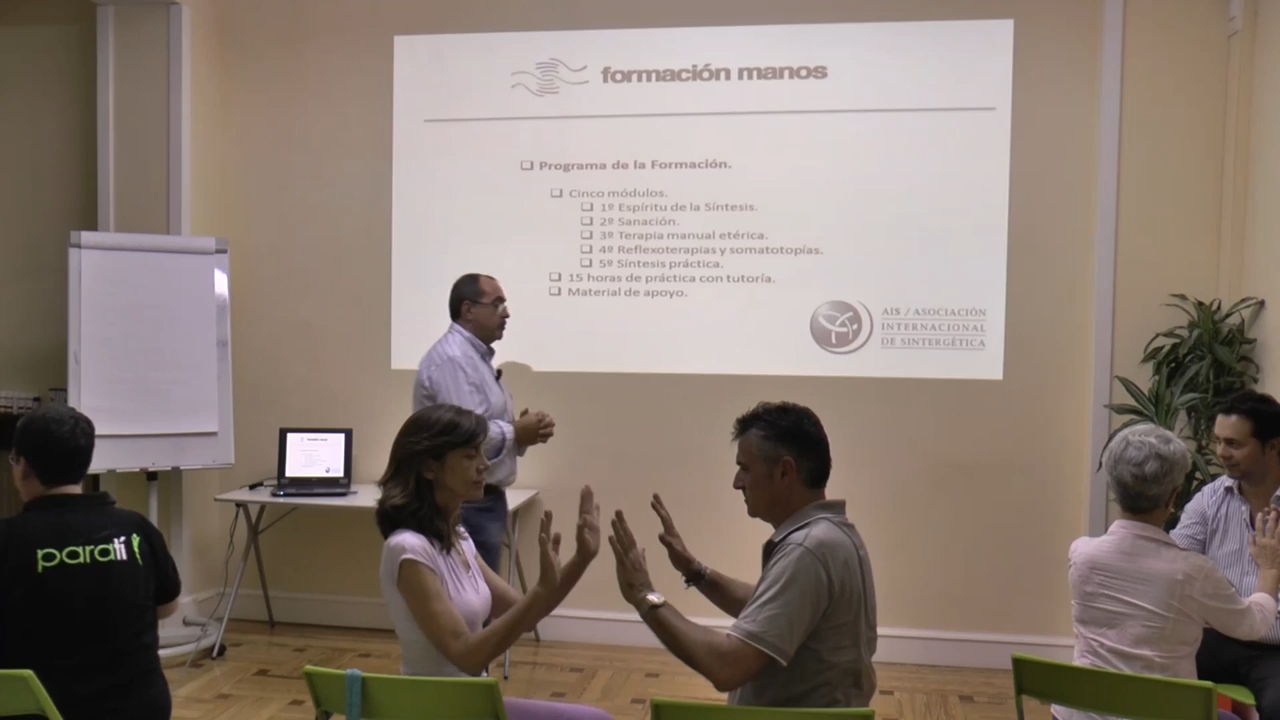 formación manos
Programa de la Formación.
Cinco módulos.
1º Espíritu de la Síntesis.
2º Sanación.
3º Terapia manual etérica.
4º Reflexoterapias y somatotopías.
5º Síntesis práctica.
15 horas de práctica con tutoría.
Material de apoyo.
AIS / ASOCIACIÓN
INTERNACIONAL
DE SINTERGÉTICA
paratí